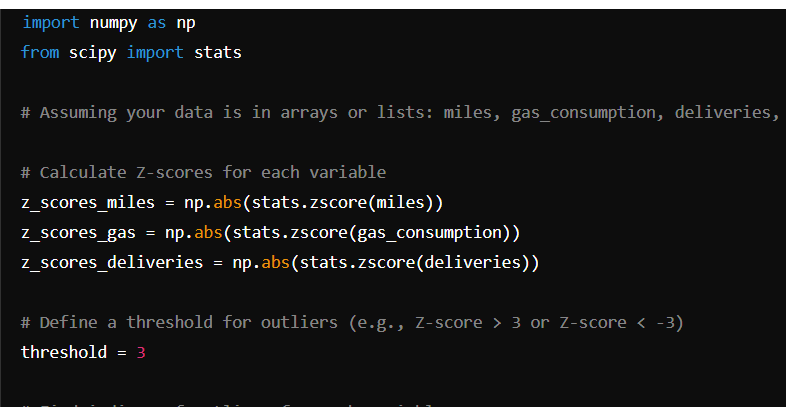 import numpy as np
from scipy import stats
# Assuming your data is in arrays or lists: miles, gas_consumption, deliveries,
# Calculate Z-scores for each variable
z_scores_miles = np.abs(stats.zscore(miles))
z_scores_gas = np.abs(stats.zscore(gas_consumption))
z_scores_deliveries = np.abs(stats.zscore(deliveries))
# Define a threshold for outliers (e.g., Z-score > 3 or Z-score < -3)
threshold = 3